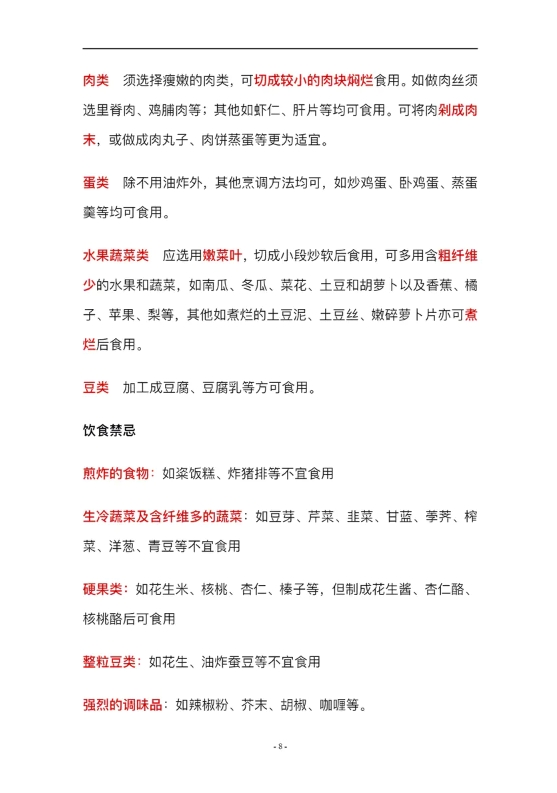 肉类　须选择瘦嫩的肉类，可切成较小的肉块焖烂食用。如做肉丝须
选里脊肉、鸡脯肉等；其他如虾仁、肝片等均可食用。可将肉剁成肉
末，或做成肉丸子、肉饼蒸蛋等更为适宜。
蛋类　除不用油炸外，其他烹调方法均可，如炒鸡蛋、卧鸡蛋、蒸蛋
羹等均可食用。
水果蔬菜类　应选用嫩菜叶，切成小段炒软后食用，可多用含粗纤维
少的水果和蔬菜，如南瓜、冬瓜、菜花、土豆和胡萝卜以及香蕉、橘
子、苹果、梨等，其他如煮烂的土豆泥、土豆丝、嫩碎萝卜片亦可煮
烂后食用。
豆类　加工成豆腐、豆腐乳等方可食用。
饮食禁忌
煎炸的食物：如粢饭糕、炸猪排等不宜食用
生冷蔬菜及含纤维多的蔬菜：如豆芽、芹菜、韭菜、甘蓝、荸荠、榨
菜、洋葱、青豆等不宜食用
硬果类：如花生米、核桃、杏仁、榛子等，但制成花生酱、杏仁酪、
核桃酪后可食用
整粒豆类：如花生、油炸蚕豆等不宜食用
强烈的调味品：如辣椒粉、芥末、胡椒、咖喱等。
- 8 -